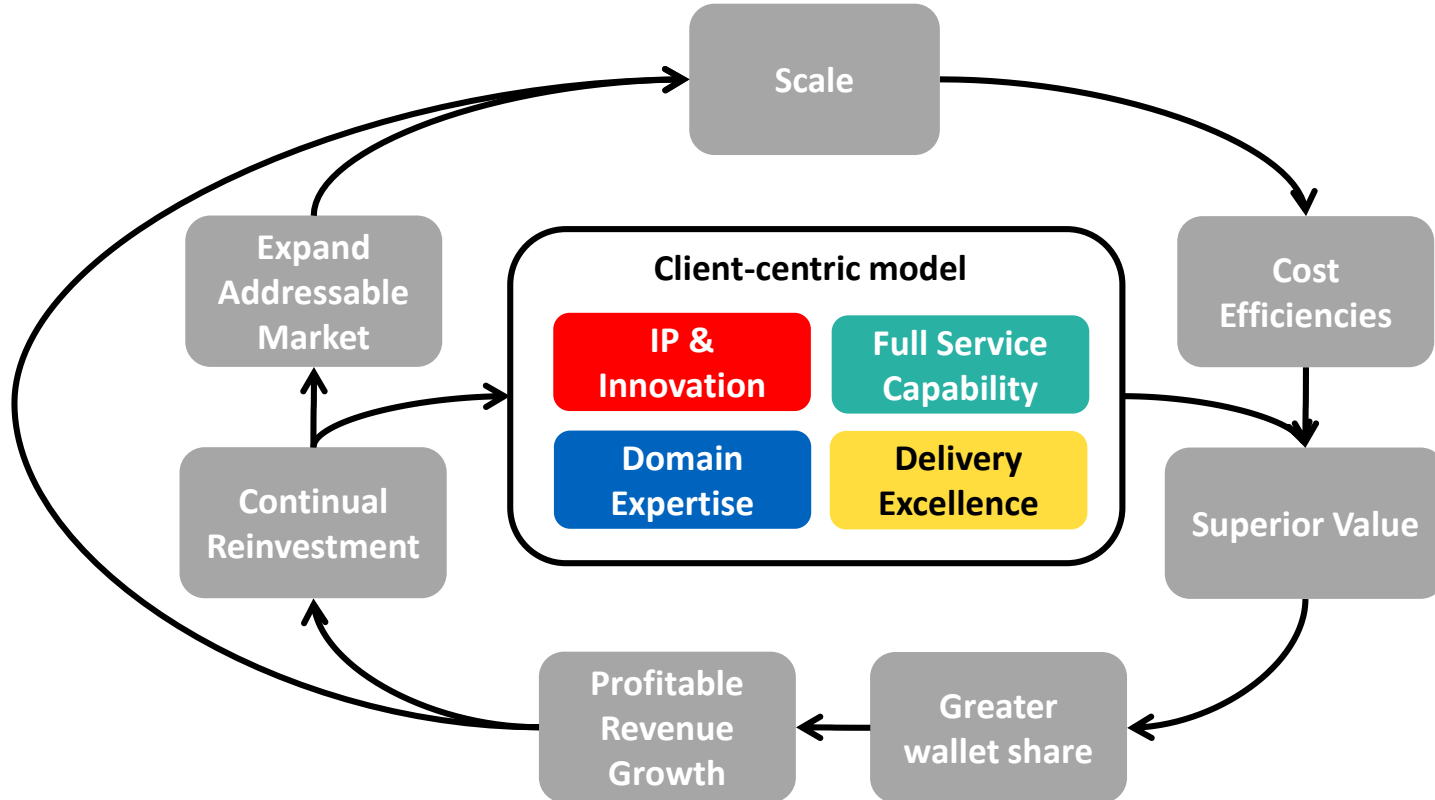 Scale
Expand
Addressable
Market
Client-centric model
Cost
Efficiencies
IP &
Innovation
Full Service
Capability
Domain
Expertise
Delivery
Excellence
Continual
Reinvestment
Superior Value
Profitable
Revenue
Growth
Greater
wallet share